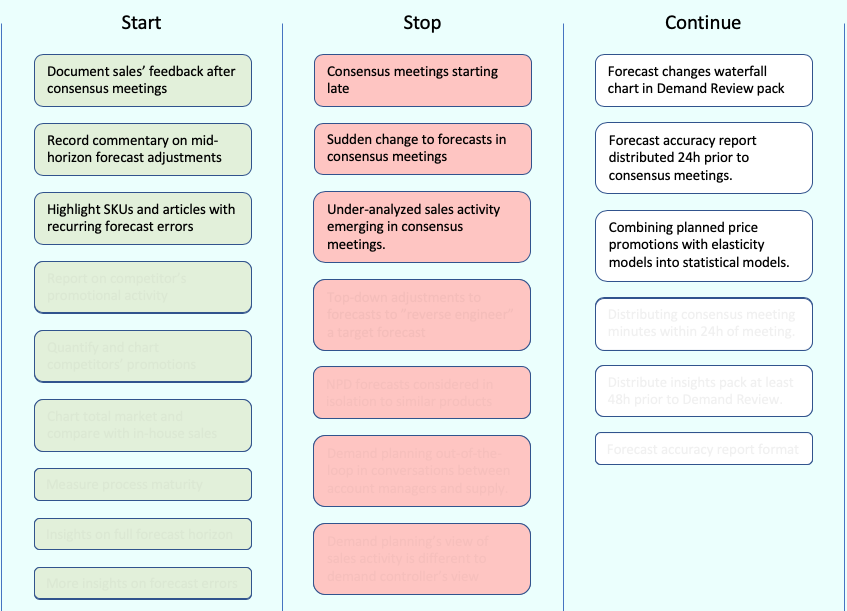 Start
Document sales’ feedback after
consensus meetings
Record commentary on mid-
horizon forecast adjustments
Highlight SKUs and articles with
recurring forecast errors
Report on competitor’s
promotional activity
Quantify and chart
competitors’ promotions
Chart total market and
compare with in-house sales
Measure process maturity
Insights on full forecast horizon
More insights on forecast errors
Stop
Consensus meetings starting
late
Sudden change to forecasts in
consensus meetings
Under-analyzed sales activity
emerging in consensus
meetings.
Top-down adjustments to
forecasts to “reverse engineer”
a target forecast
NPD forecasts considered in
isolation to similar products
Demand planning out-of-the-
loop in conversations between
account managers and supply
Demand planning’s view of
sales activity is different to
demand controller’s view
Continue
Forecast changes waterfall
chart in Demand Review pack
Forecast accuracy report
distributed 24h prior to
consensus meetings.
Combining planned price
promotions with elasticity
models into statistical models.
Distributing consensus meeting
minutes within 24h of meeting.
Distribute insights pack at least
48h prior to Demand Review.
Forecast accuracy report format